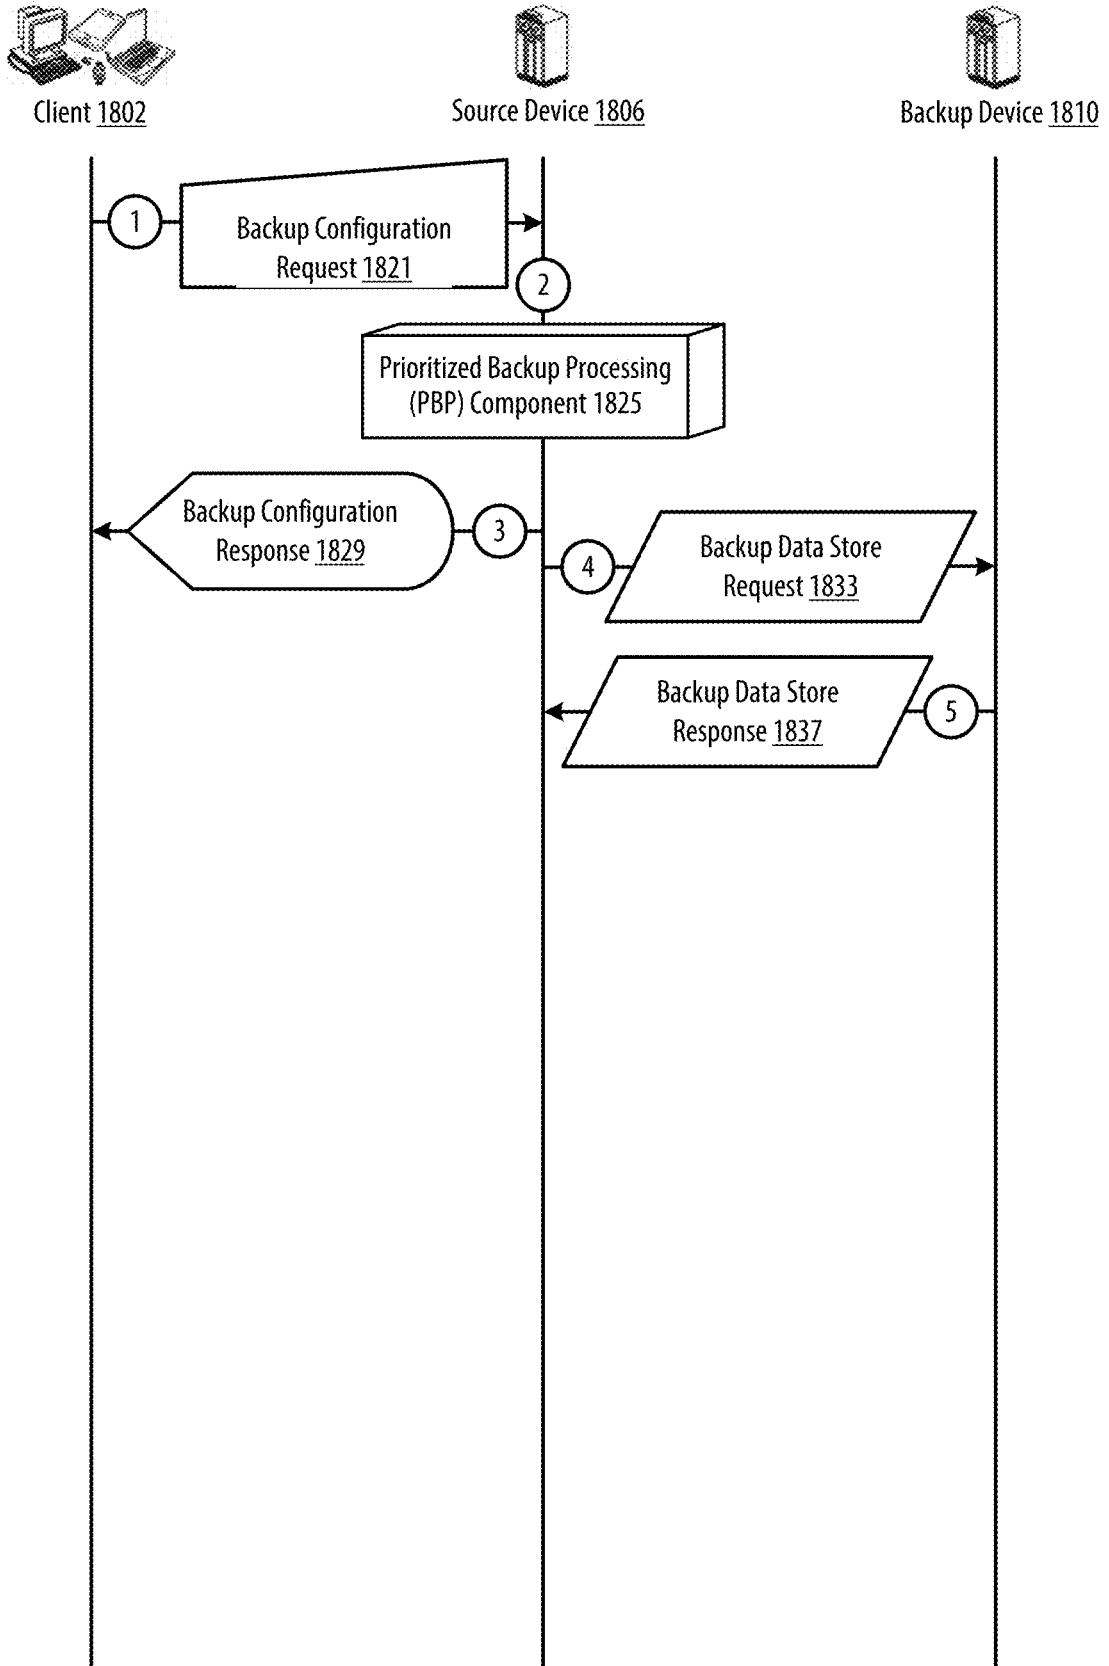 Client 1802
Source Device 1806
Backup Device 1810
1
Backup Configuration
Request 1821
2
Prioritized Backup Processing
(PBP) Component 1825
Backup Configuration
Response 1829
3
4
Backup Data Store
Request 1833
Backup Data Store
Response 1837
5